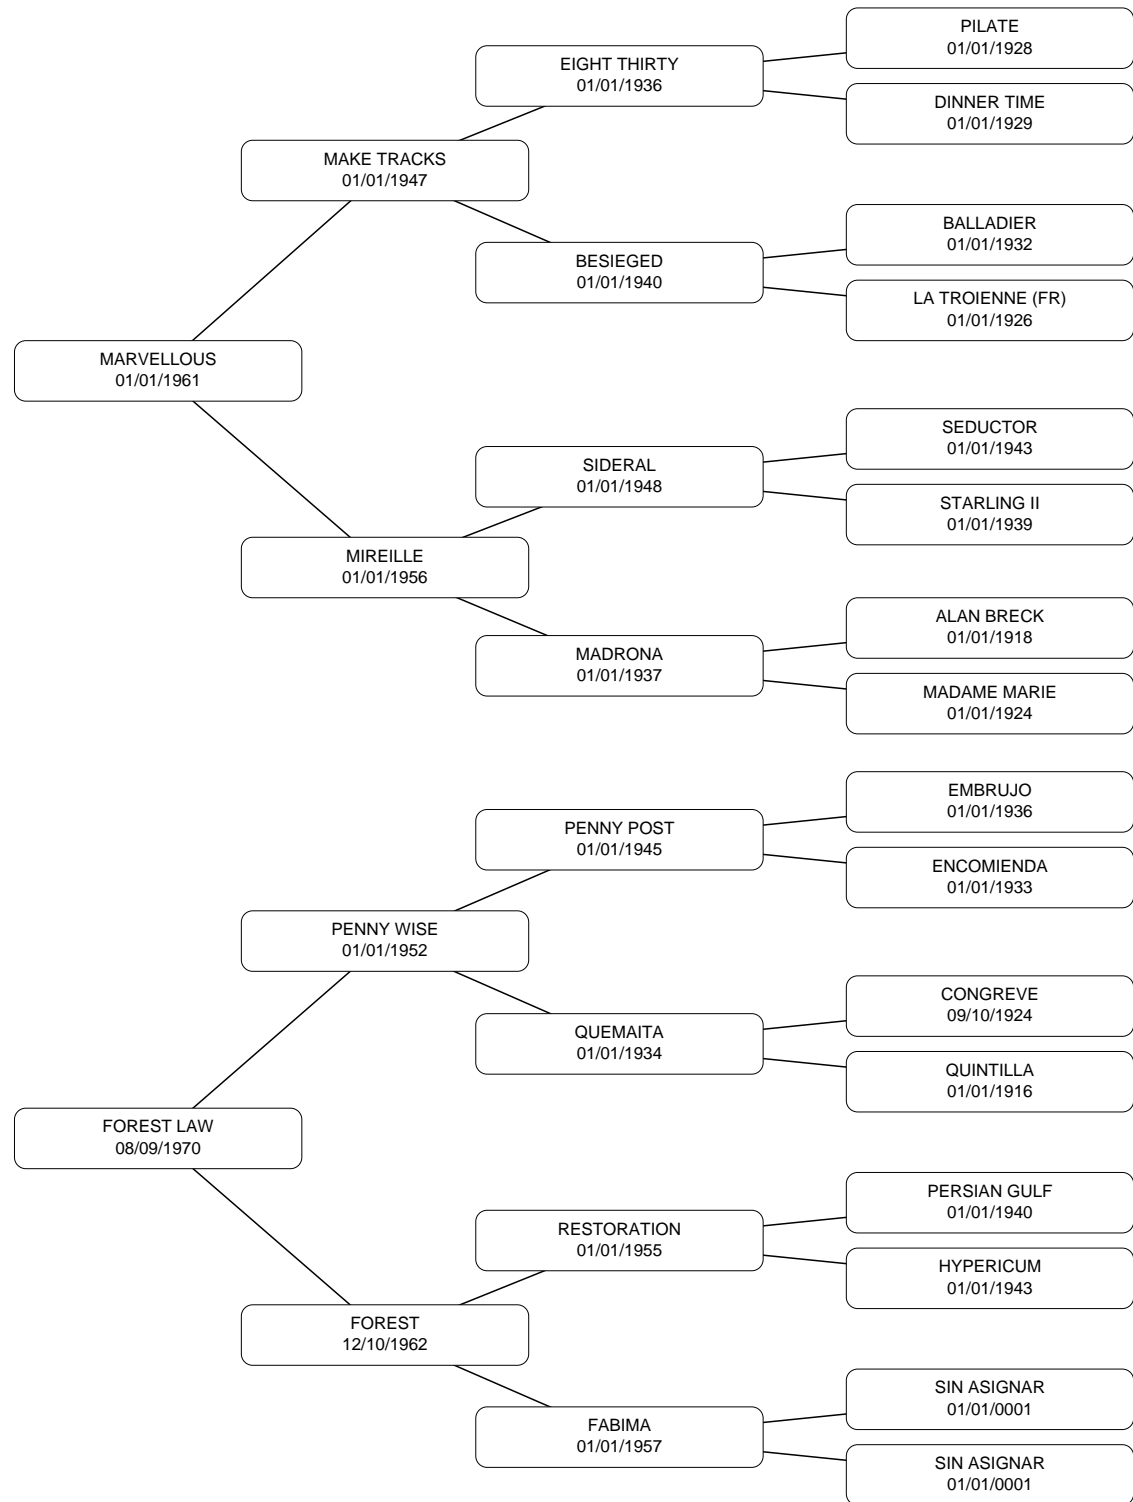 PILATE
01/01/1928
EIGHT THIRTY
01/01/1936
DINNER TIME
01/01/1929
MAKE TRACKS
01/01/1947
BALLADIER
01/01/1932
BESIEGED
01/01/1940
LA TROIENNE (FR)
01/01/1926
MARVELLOUS
01/01/1961
SEDUCTOR
01/01/1943
SIDERAL
01/01/1948
STARLING II
01/01/1939
MIREILLE
01/01/1956
ALAN BRECK
01/01/1918
MADRONA
01/01/1937
MADAME MARIE
01/01/1924
EMBRUJO
01/01/1936
PENNY POST
01/01/1945
ENCOMIENDA
01/01/1933
PENNY WISE
01/01/1952
CONGREVE
09/10/1924
QUEMAITA
01/01/1934
QUINTILLA
01/01/1916
FOREST LAW
08/09/1970
PERSIAN GULF
01/01/1940
RESTORATION
01/01/1955
HYPERICUM
01/01/1943
FOREST
12/10/1962
SIN ASIGNAR
01/01/0001
FABIMA
01/01/1957
SIN ASIGNAR
01/01/0001